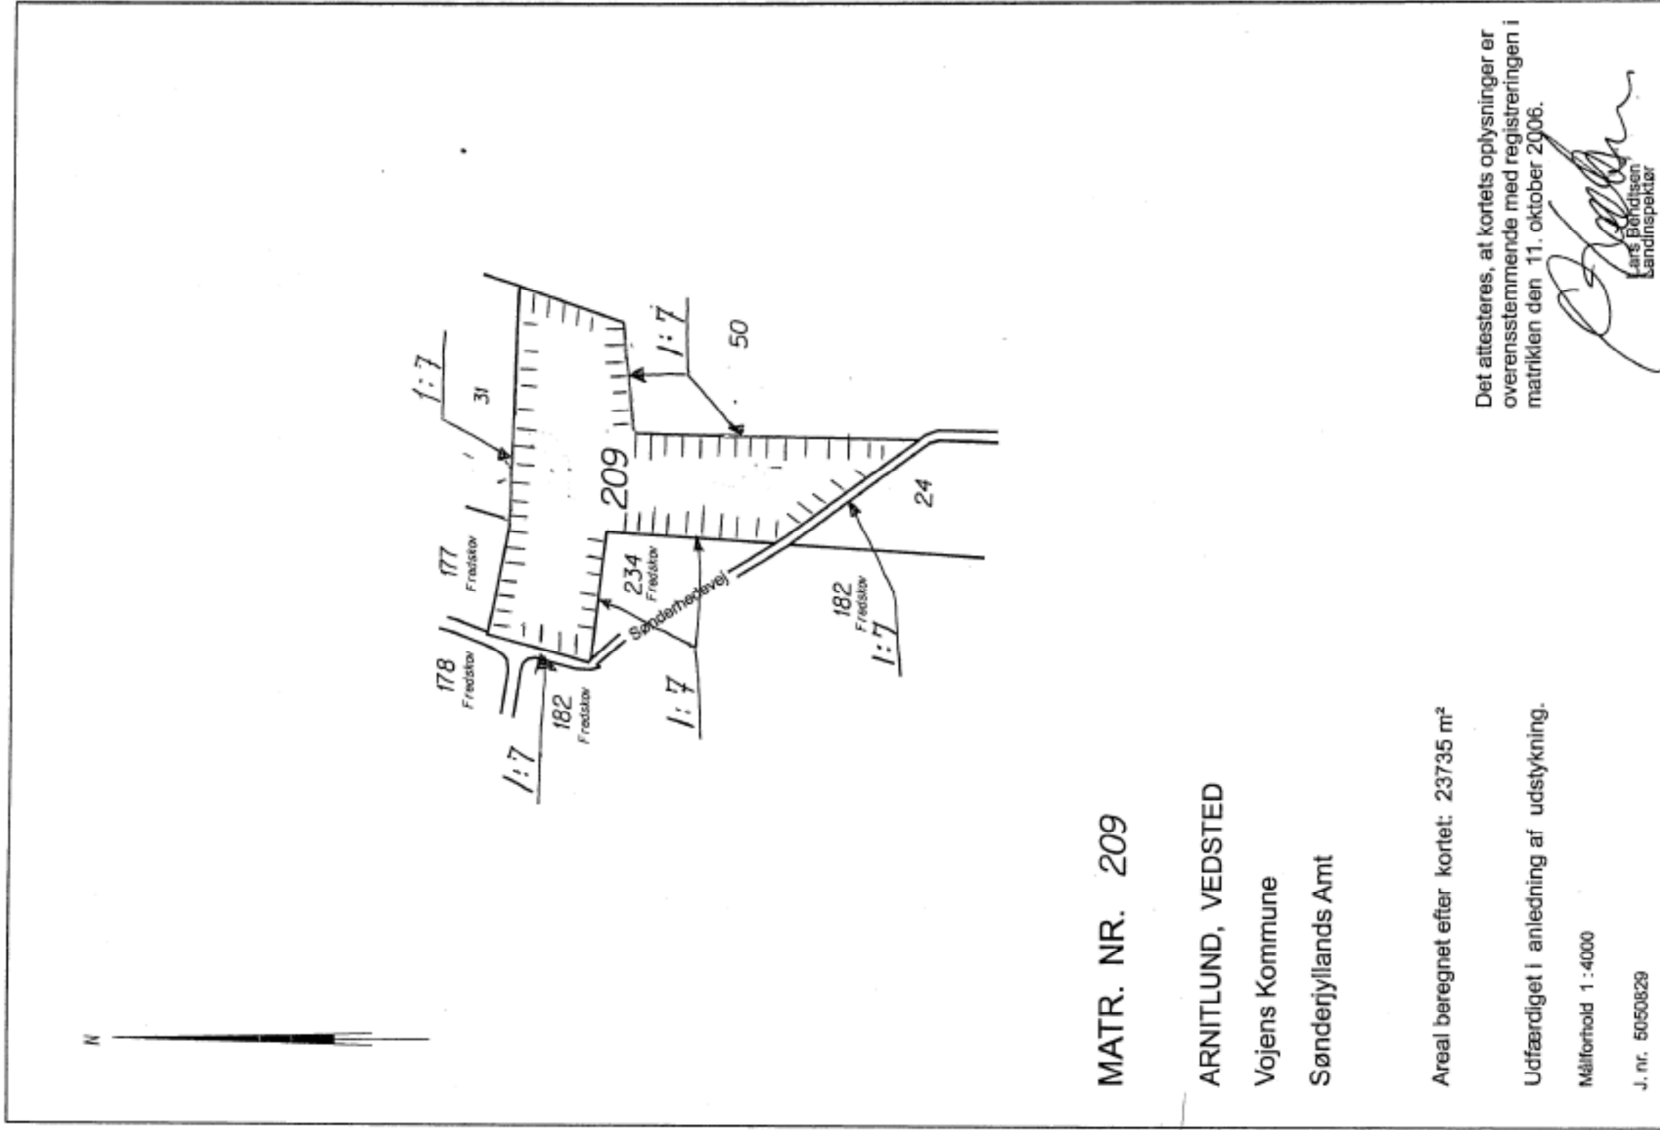 N
1:7
31
177
Fredskov
178
Fredskov
209
1:7
50
234
Fredskov
Sønderhedevej
182
Fredskov
1:7
1:7
182
Fredskov
1:7
24
MATR. NR. 209
ARNITLUND, VEDSTED
Vojens Kommune
Sønderjyllands Amt
Areal beregnet efter kortet: 23735 m²
Udfærdiget i anledning af udstykning.
Målforhold 1:4000
J.nr. 5050829
Det attesteres, at kortets oplysninger er
overensstemmende med registreringen i
matriklen den 11. oktober 2006.
Lars Bendtsen
Landinspektør